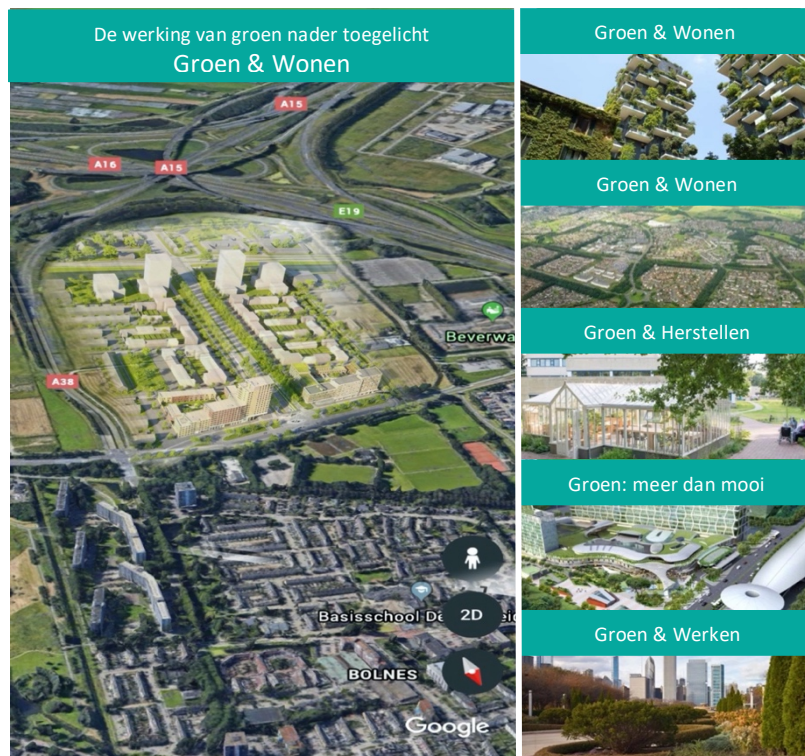 De werking van groen nader toegelicht
Groen & Wonen
A15
A16
A15
E19
Beverwa
A38
Basisschool De
2D
BOLNES
Google
Groen & Wonen
Groen & Wonen
Groen & Herstellen
Groen: meer dan mooi
Groen & Werken